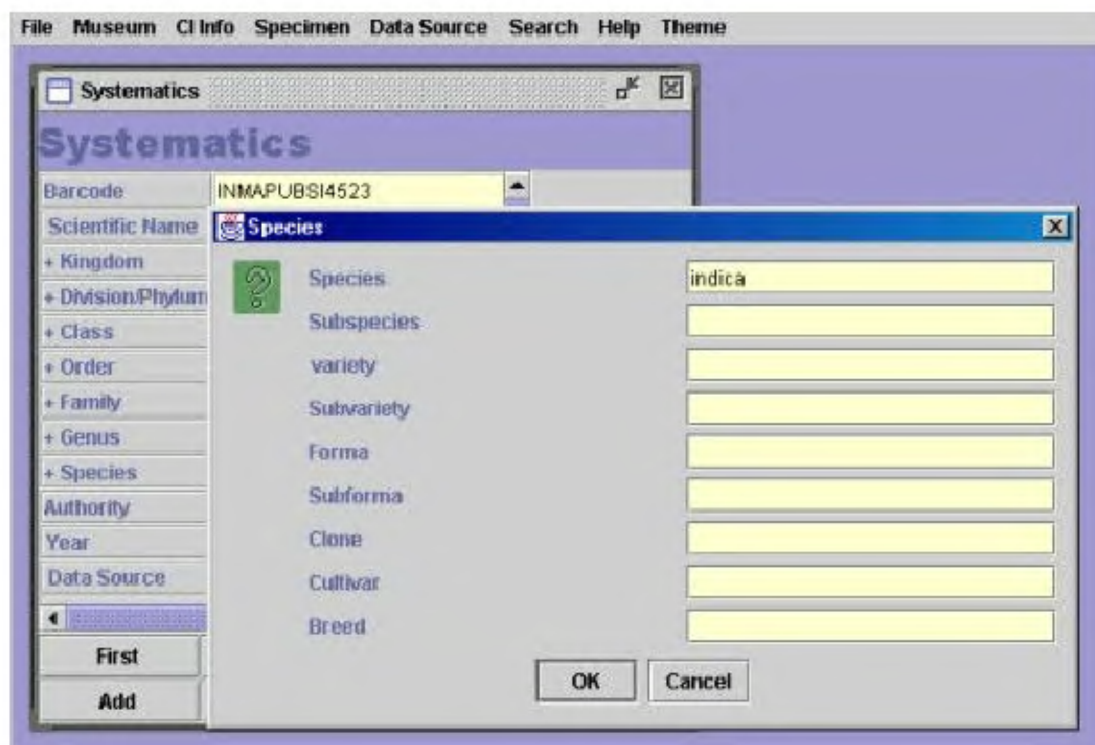 File Museum CI Info Specimen Data Source Search Help Theme
Systematics
Systematics
Barcode INMAPUBSI4523
Scientific Name
+ Kingdom
+ Division/Phylum
+ Class
+ Order
+ Family
+ Genus
+ Species
Authority
Year
Data Source
First
Add
Species
Species indica
Subspecies
variety
Subvariety
Forma
Subforma
Clone
Cultivar
Breed
OK Cancel